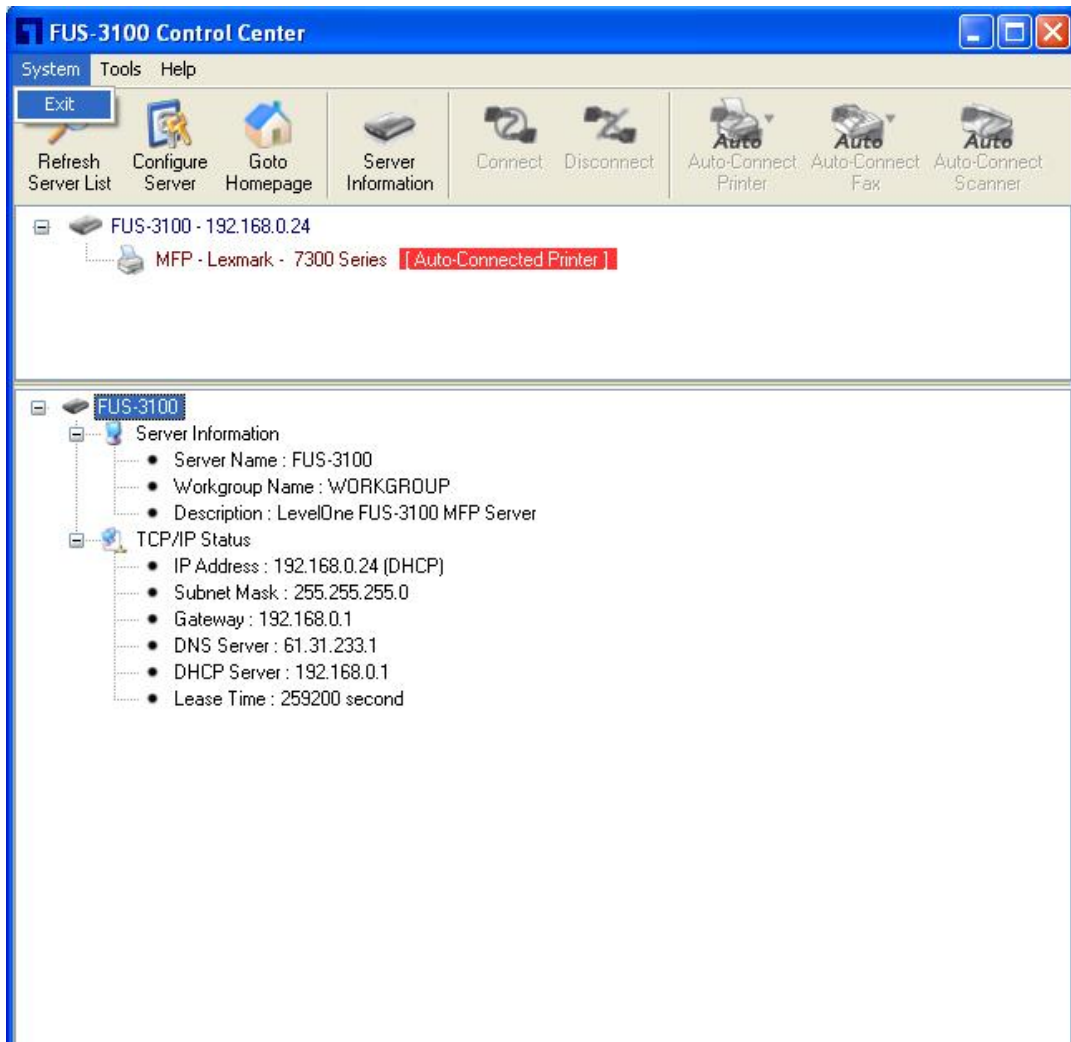 FUS-3100 Control Center
System Tools Help
Exit
Refresh Server List
Configure Server
Goto Homepage
Server Information
Connect
Disconnect
Auto
Auto-Connect Printer
Auto
Auto-Connect Fax
Auto
Auto-Connect Scanner
FUS-3100 - 192.168.0.24
MFP - Lexmark - 7300 Series [ Auto-Connected Printer ]
FUS-3100
Server Information
Server Name : FUS-3100
Workgroup Name : WORKGROUP
Description : LevelOne FUS-3100 MFP Server
TCP/IP Status
IP Address : 192.168.0.24 (DHCP)
Subnet Mask : 255.255.255.0
Gateway : 192.168.0.1
DNS Server : 61.31.233.1
DHCP Server : 192.168.0.1
Lease Time : 259200 second